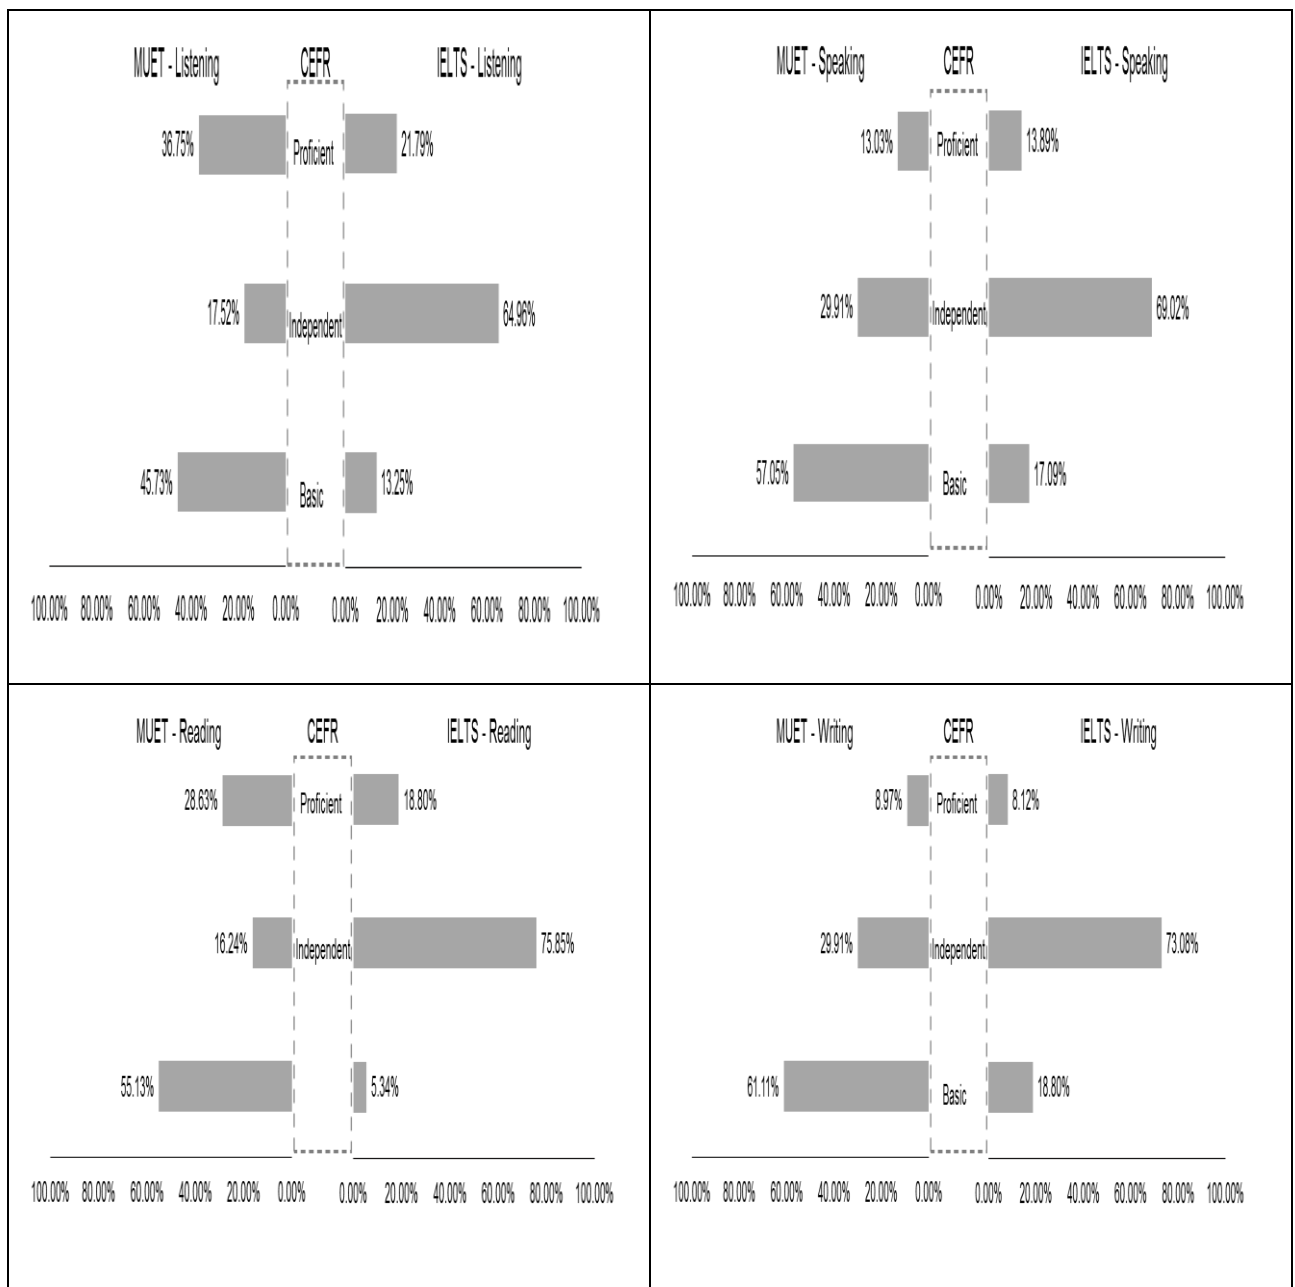 MUET - Listening CEFR IELTS - Listening
36.75% Proficient 21.79%
17.52% Independent 64.96%
45.73% Basic 13.25%
100.00% 80.00% 60.00% 40.00% 20.00% 0.00% 0.00% 20.00% 40.00% 60.00% 80.00% 100.00%
MUET - Speaking CEFR IELTS - Speaking
13.03% Proficient 13.89%
29.91% Independent 69.02%
57.05% Basic 17.09%
100.00% 80.00% 60.00% 40.00% 20.00% 0.00% 0.00% 20.00% 40.00% 60.00% 80.00% 100.00%
MUET - Reading CEFR IELTS - Reading
28.63% Proficient 18.80%
16.24% Independent 75.85%
55.13% 5.34%
100.00% 80.00% 60.00% 40.00% 20.00% 0.00% 0.00% 20.00% 40.00% 60.00% 80.00% 100.00%
MUET - Writing CEFR IELTS - Writing
8.97% Proficient 8.12%
29.91% Independent 73.08%
61.11% Basic 18.80%
100.00% 80.00% 60.00% 40.00% 20.00% 0.00% 0.00% 20.00% 40.00% 60.00% 80.00% 100.00%